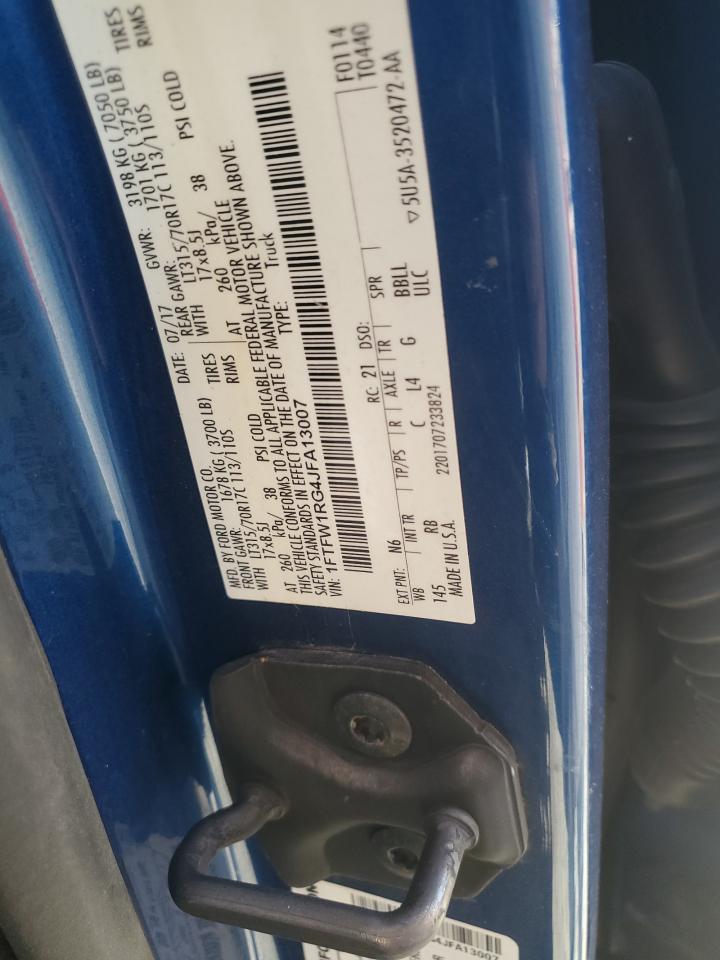 MFD. BY FORD MOTOR CO.
DATE: 07/17 GVWR: 3198 KG ( 7050 LB)
FRONT GAWR: 1678 KG ( 3700 LB) REAR GAWR: 1701 KG ( 3750 LB)
WITH LT315/70R17C 113/110S TIRES WITH LT315/70R17C 113/110S TIRES
17x8.5J RIMS 17x8.5J RIMS
AT 260 kPa/ 38 PSI COLD AT 260 kPa/ 38 PSI COLD
THIS VEHICLE CONFORMS TO ALL APPLICABLE FEDERAL MOTOR VEHICLE
SAFETY STANDARDS IN EFFECT ON THE DATE OF MANUFACTURE SHOWN ABOVE.
VIN: 1FTFW1RG4JFA13007 TYPE: Truck
F0114
T0440
EXT PNT: N6 RC: 21 DSO:
WB INT TR TP/PS R AXLE TR SPR
145 RB C L4 G BBLL
ULC
MADE IN U.S.A. 2201707233824
▽5U5A-3520472-AA
4JFA13007